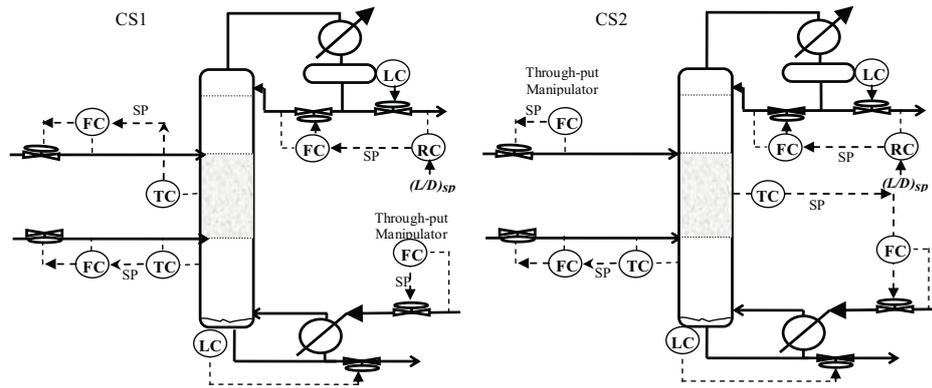 CS1
LC
SP
FC
FC
SP
RC
(L/D)sp
TC
Through-put
Manipulator
FC
SP
FC
SP
TC
LC
CS2
Through-put
Manipulator
SP
FC
LC
FC
SP
RC
(L/D)sp
TC
SP
FC
FC
SP
TC
LC